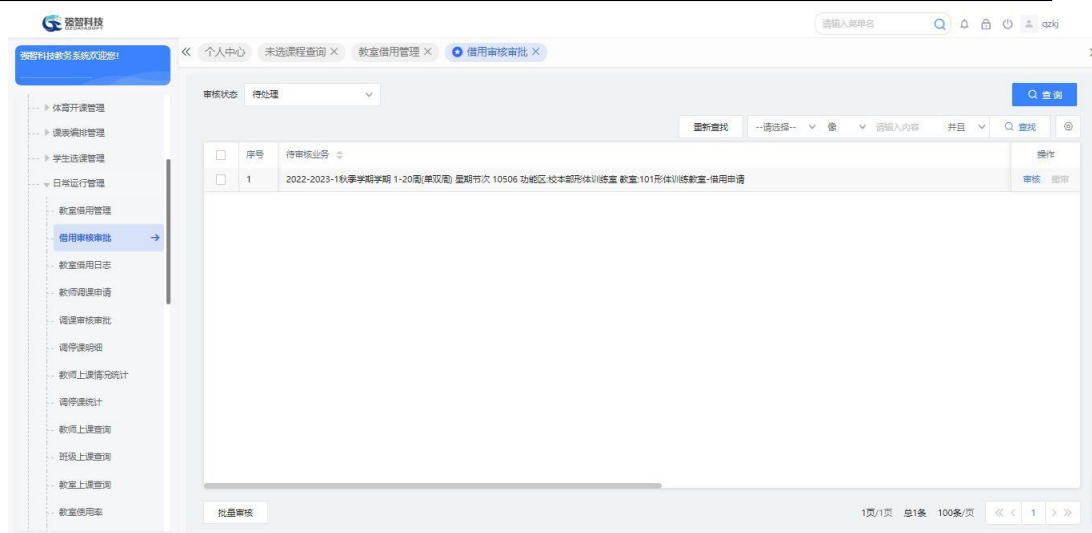 强智科技
QZDATASOFT
请输入菜单名
qzkj
强智科技教务系统欢迎您!
个人中心 未选课程查询 教室借用管理 借用审核审批
体育开课管理
课表编排管理
学生选课管理
日常运行管理
教室借用管理
借用审核审批
教室借用日志
教师调课申请
调课审核审批
调停课明细
教师上课情况统计
调停课统计
教师上课查询
班级上课查询
教室上课查询
教室使用率
审核状态 待处理 查询
重新查找 --请选择-- 像 请输入内容 并且 查找
序号 待审核业务 操作
1 2022-2023-1秋季学期学期 1-20周(单双周) 星期节次 10506 功能区:校本部形体训练室 教室:101形体训练教室-借用申请 审核 撤审
批量审核 1页/1页 总1条 100条/页 1